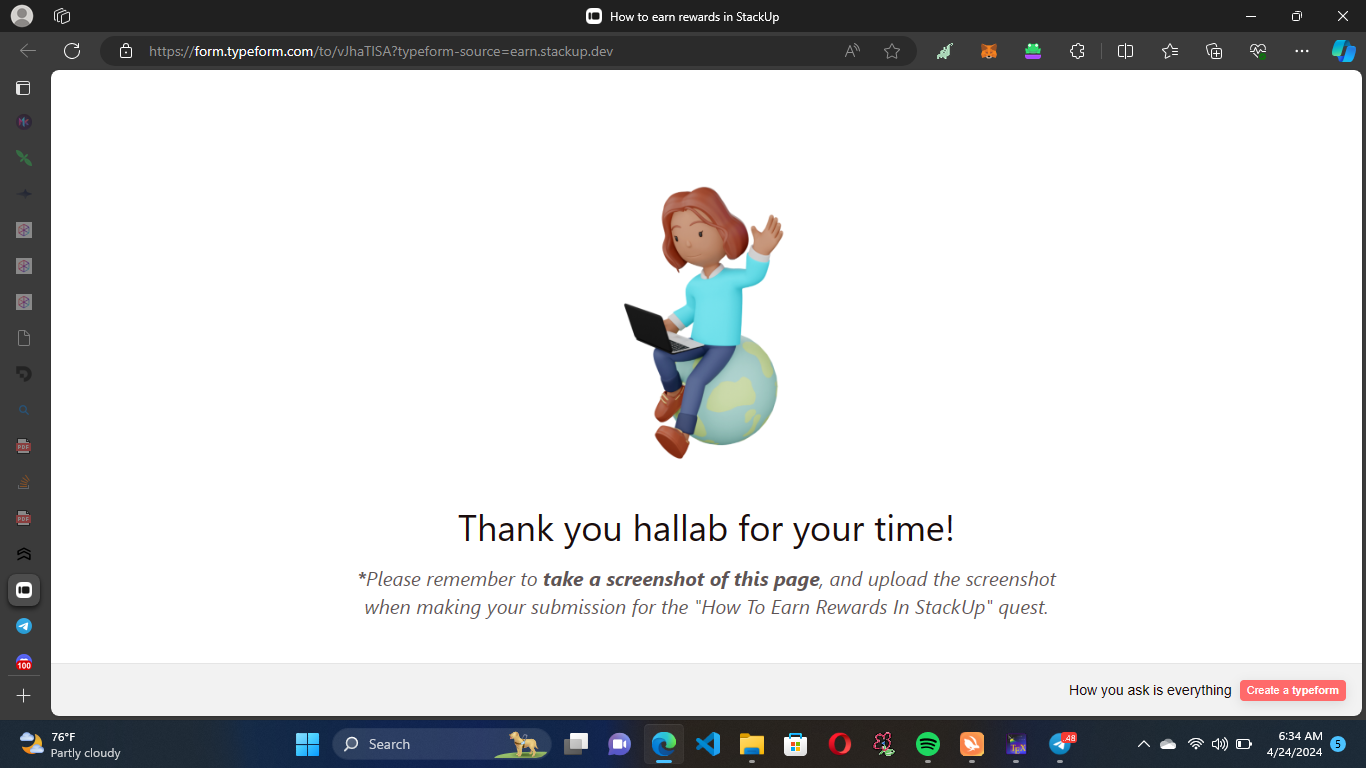 How to earn rewards in StackUp
https://form.typeform.com/to/vJhaTISA?typeform-source=earn.stackup.dev
Thank you hallab for your time!
*Please remember to take a screenshot of this page, and upload the screenshot
when making your submission for the "How To Earn Rewards In StackUp" quest.
How you ask is everything
Create a typeform
100
76°F
Partly cloudy
Search
48
6:34 AM
4/24/2024
5